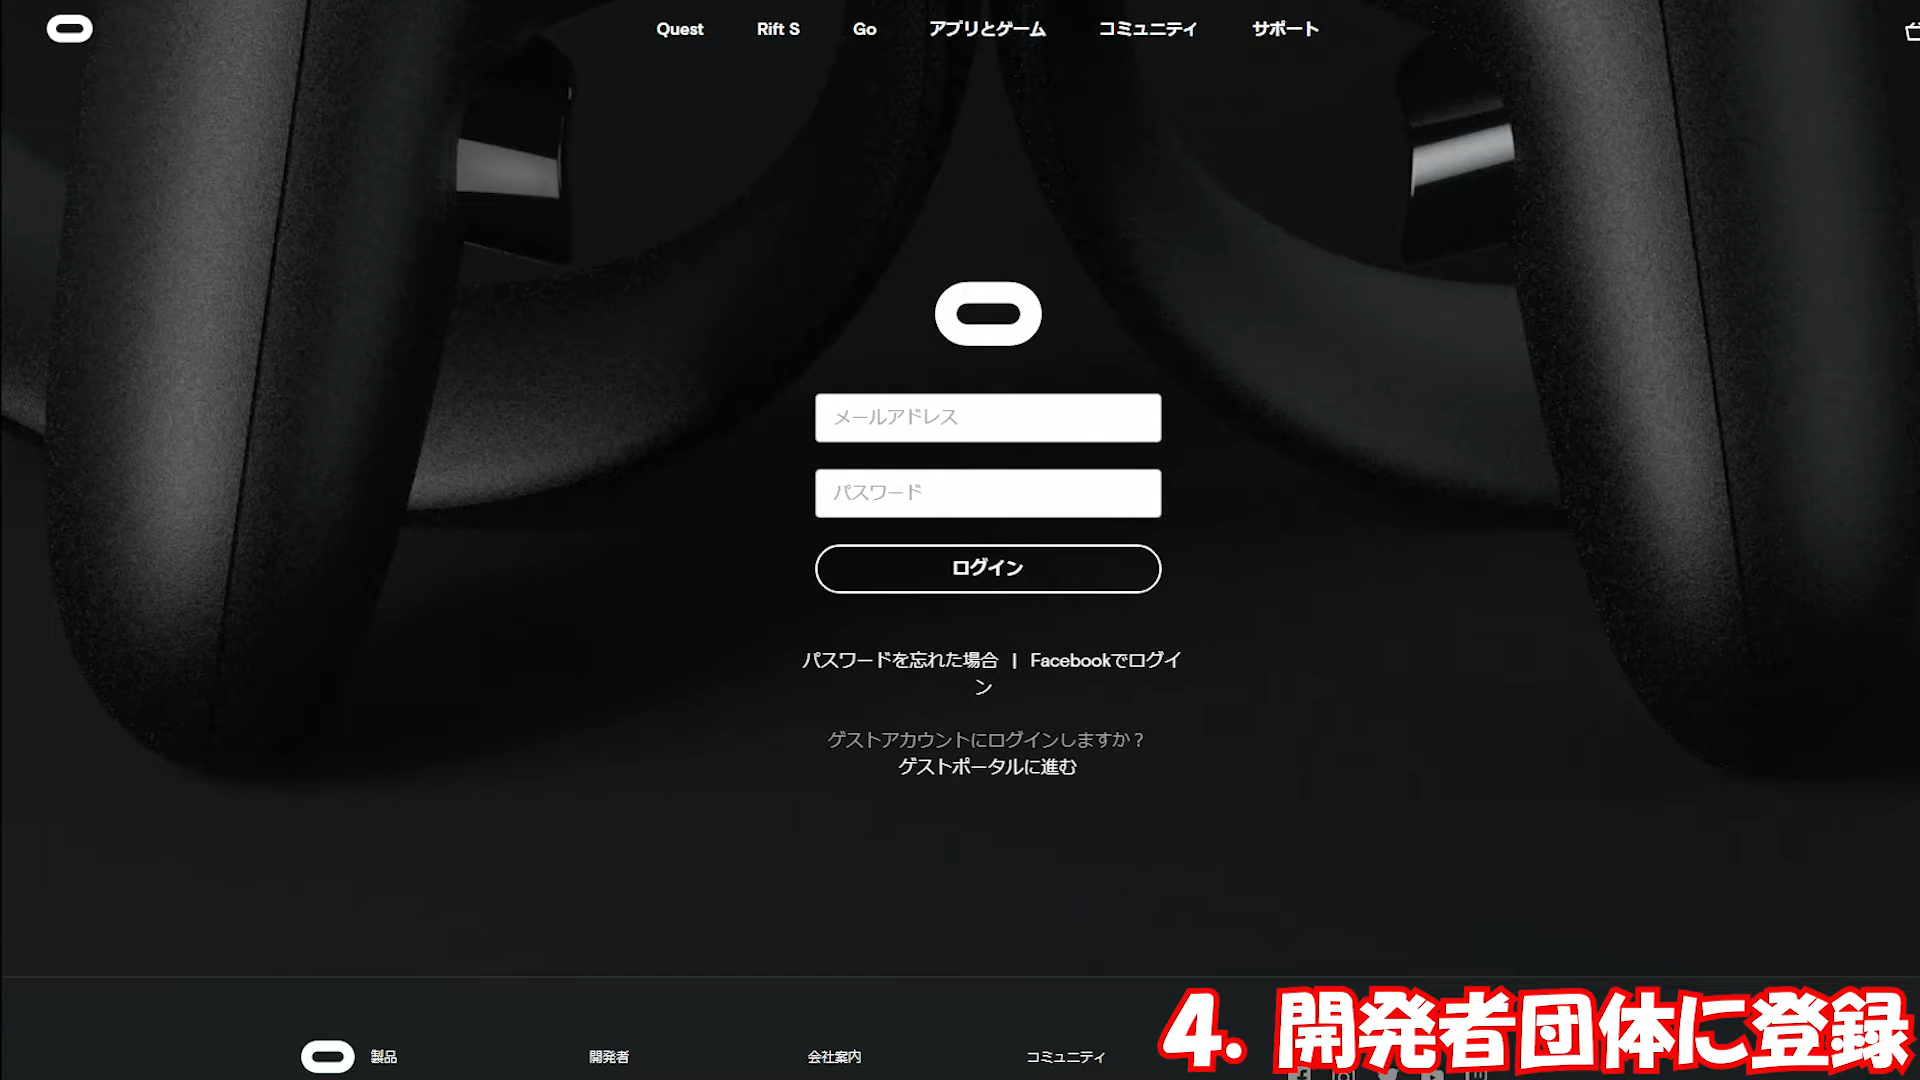 Quest Rift S Go アプリとゲーム コミュニティ サポート
メールアドレス
パスワード
ログイン
パスワードを忘れた場合 | Facebookでログイ
ン
ゲストアカウントにログインしますか？
ゲストポータルに進む
製品 開発者 会社案内 コミュニティ
4. 開発者団体に登録